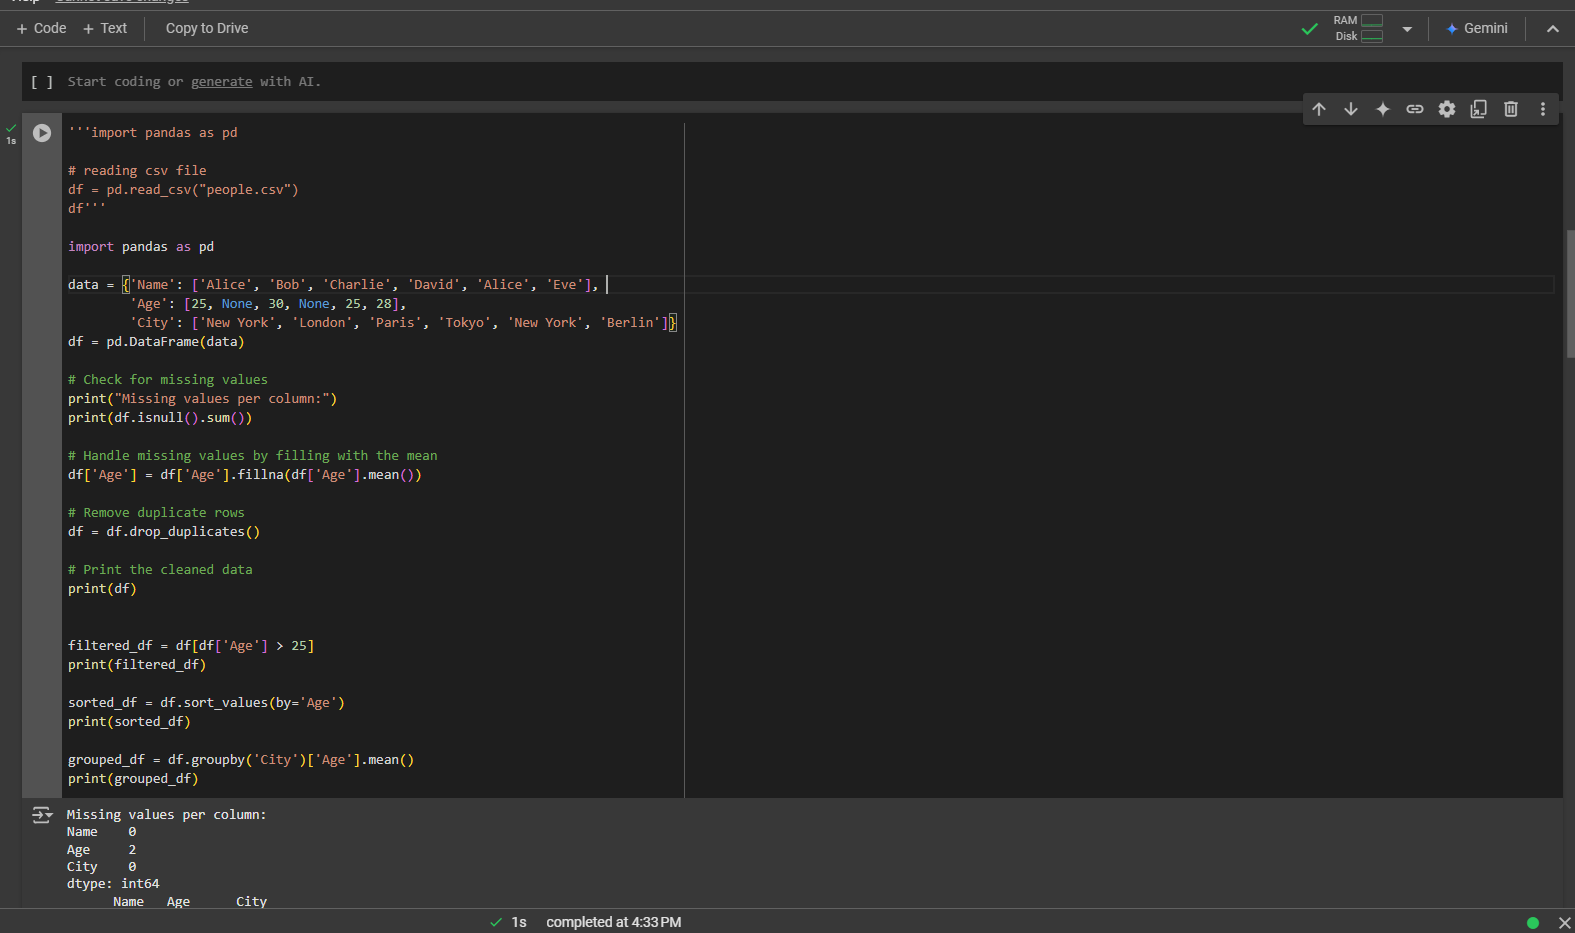 Help Cannot save changes
+ Code + Text Copy to Drive RAM Disk Gemini
[ ] Start coding or generate with AI.
1s
'''import pandas as pd
# reading csv file
df = pd.read_csv("people.csv")
df'''
import pandas as pd
data = {'Name': ['Alice', 'Bob', 'Charlie', 'David', 'Alice', 'Eve'],
'Age': [25, None, 30, None, 25, 28],
'City': ['New York', 'London', 'Paris', 'Tokyo', 'New York', 'Berlin']}
df = pd.DataFrame(data)
# Check for missing values
print("Missing values per column:")
print(df.isnull().sum())
# Handle missing values by filling with the mean
df['Age'] = df['Age'].fillna(df['Age'].mean())
# Remove duplicate rows
df = df.drop_duplicates()
# Print the cleaned data
print(df)
filtered_df = df[df['Age'] > 25]
print(filtered_df)
sorted_df = df.sort_values(by='Age')
print(sorted_df)
grouped_df = df.groupby('City')['Age'].mean()
print(grouped_df)
Missing values per column:
Name 0
Age 2
City 0
dtype: int64
Name Age City
1s completed at 4:33 PM